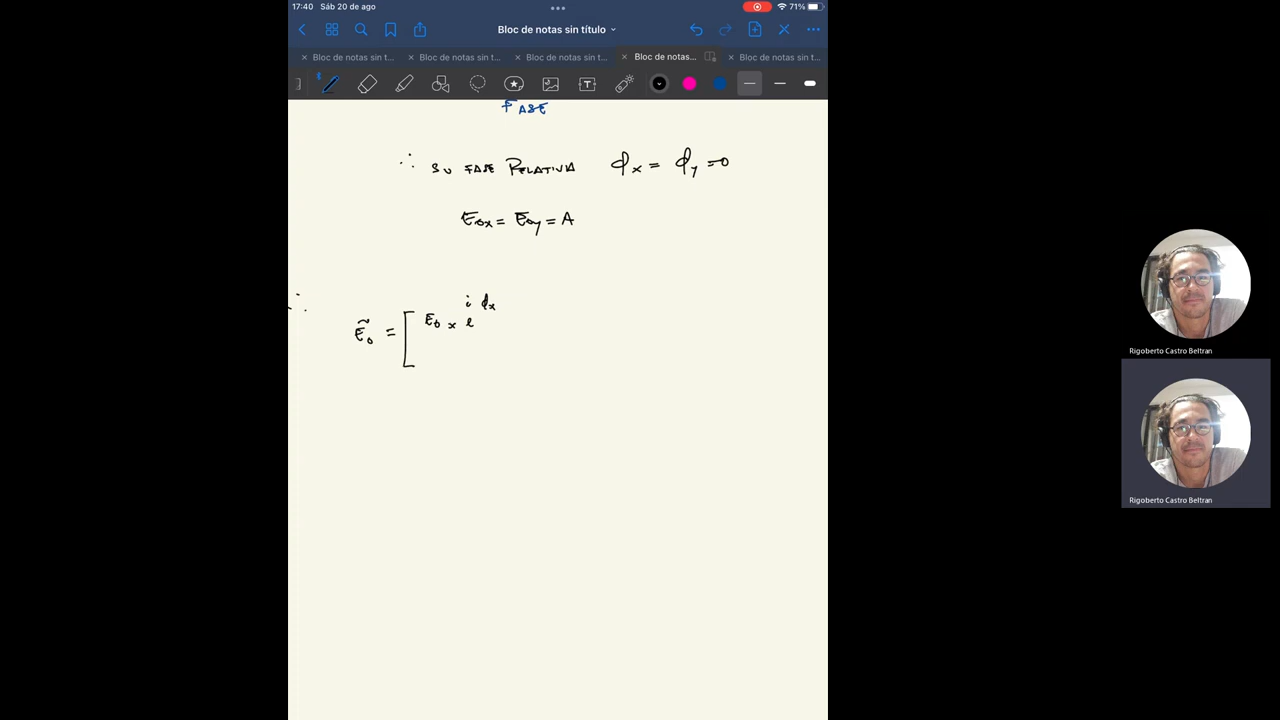 17:40 Sáb 20 de ago 71%
Bloc de notas sin título
Bloc de notas sin t... Bloc de notas sin t... Bloc de notas sin t... Bloc de notas... Bloc de notas sin t...
FASE
∴ SU FASE RELATIVA ϕx = ϕy = 0
E0x = E0y = A
∴
Ẽ0 = [ E0x e^{iϕx}
Rigoberto Castro Beltran
Rigoberto Castro Beltran